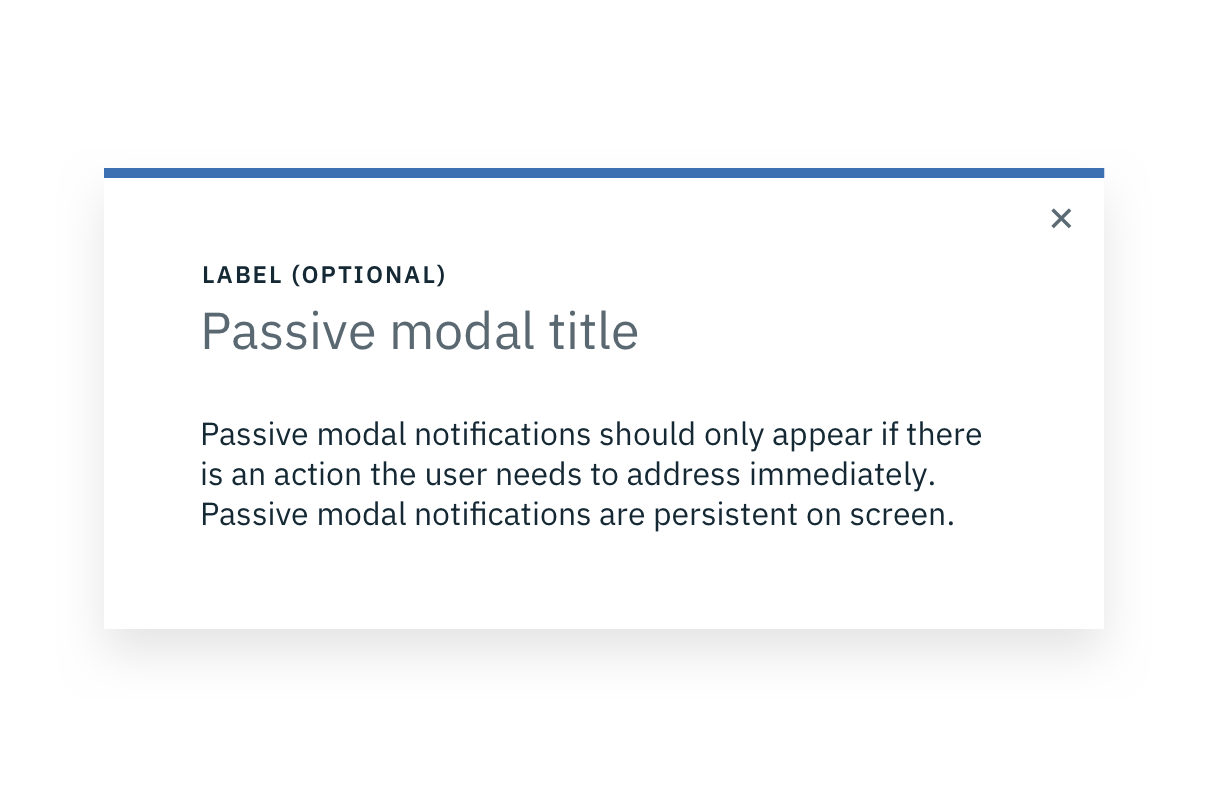 LABEL (OPTIONAL)
Passive modal title
Passive modal notifications should only appear if there
is an action the user needs to address immediately.
Passive modal notifications are persistent on screen.